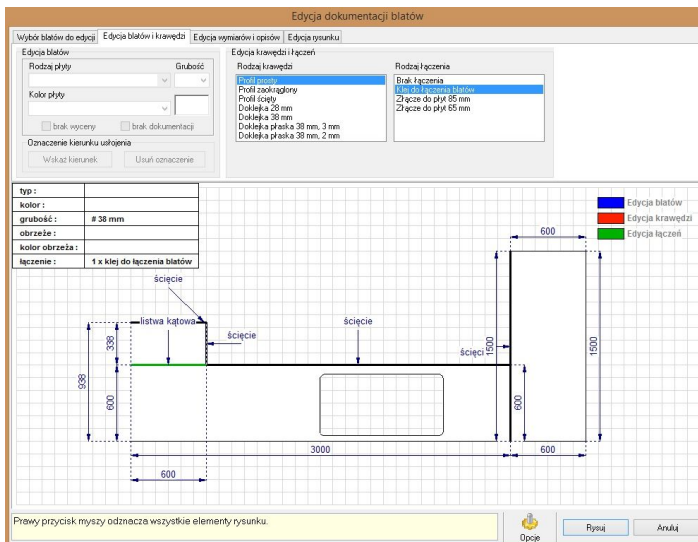 Edycja dokumentacji blatów
Wybór blatów do edycji Edycja blatów i krawędzi Edycja wymiarów i opisów Edycja rysunku
Edycja blatów
Rodzaj płyty Grubość
Kolor płyty
brak wyceny brak dokumentacji
Oznaczenie kierunku usłojenia
Wskaż kierunek Usuń oznaczenie
Edycja krawędzi i łączeń
Rodzaj krawędzi
Profil prosty
Profil zaokrąglony
Profil ścięty
Doklejka 28 mm
Doklejka 38 mm
Doklejka płaska 38 mm, 3 mm
Doklejka płaska 38 mm, 2 mm
Rodzaj łączenia
Brak łączenia
Klej do łączenia blatów
Złącze do płyt 85 mm
Złącze do płyt 65 mm
typ :
kolor :
grubość : # 38 mm
obrzeże :
kolor obrzeża :
łączenie : 1 x klej do łączenia blatów
Edycja blatów
Edycja krawędzi
Edycja łączeń
600
ścięcie
listwa kątowa
ścięcie
ścięcie
ścięci
338
938
600
1500
1500
600
3000
600
600
Prawy przycisk myszy odznacza wszystkie elementy rysunku.
Opcje
Rysuj
Anuluj